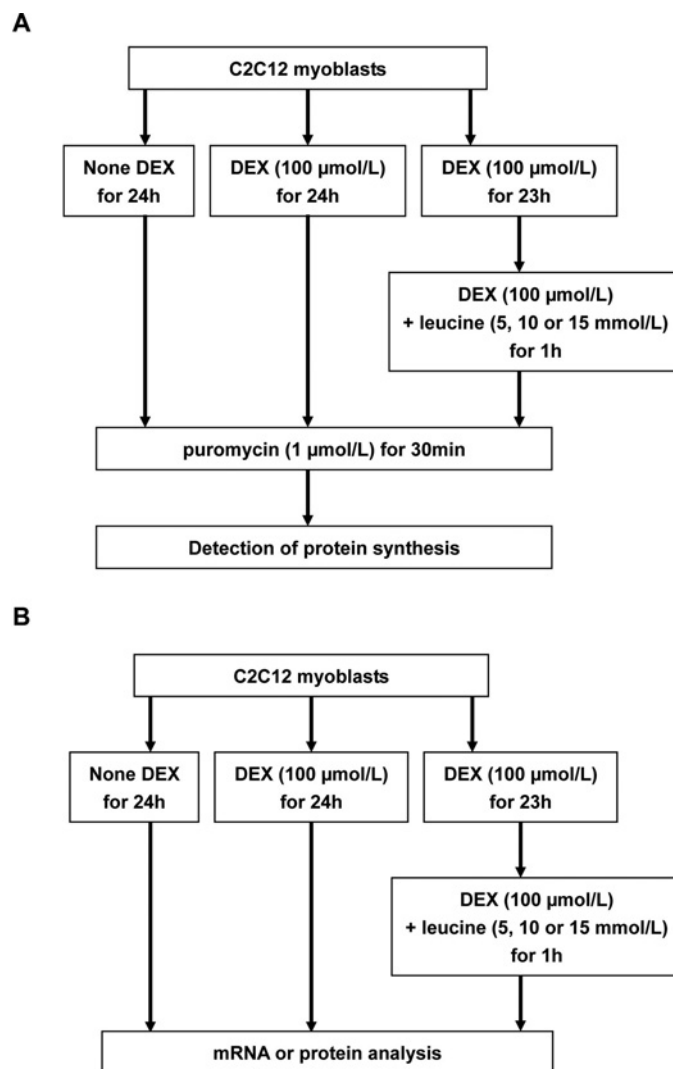 A
C2C12 myoblasts
None DEX
for 24h
DEX (100 µmol/L)
for 24h
DEX (100 µmol/L)
for 23h
DEX (100 µmol/L)
+ leucine (5, 10 or 15 mmol/L)
for 1h
puromycin (1 µmol/L) for 30min
Detection of protein synthesis
B
C2C12 myoblasts
None DEX
for 24h
DEX (100 µmol/L)
for 24h
DEX (100 µmol/L)
for 23h
DEX (100 µmol/L)
+ leucine (5, 10 or 15 mmol/L)
for 1h
mRNA or protein analysis